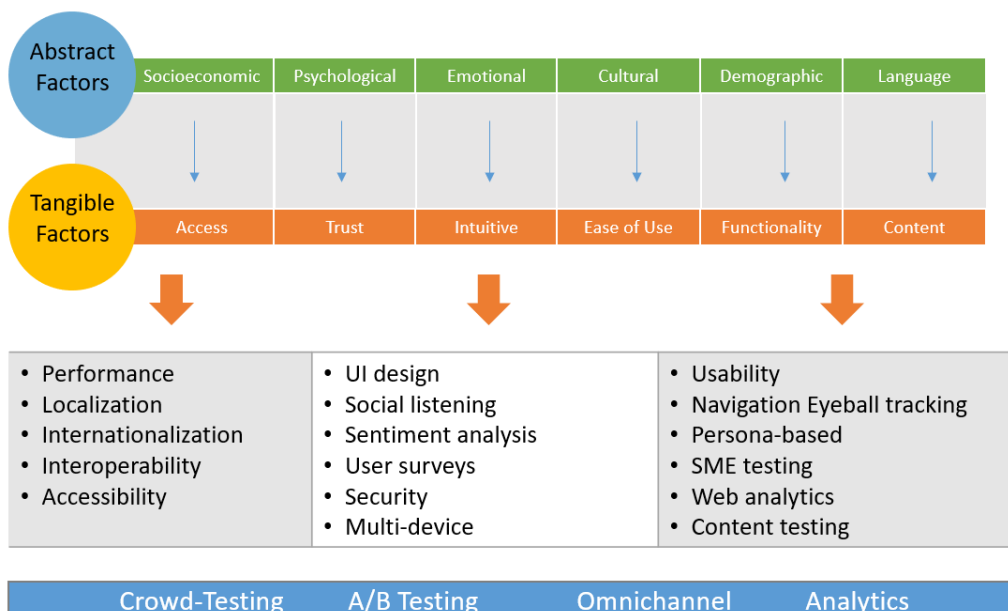 Abstract
Factors
Socioeconomic Psychological Emotional Cultural Demographic Language
Tangible
Factors
Access Trust Intuitive Ease of Use Functionality Content
• Performance
• Localization
• Internationalization
• Interoperability
• Accessibility
• UI design
• Social listening
• Sentiment analysis
• User surveys
• Security
• Multi-device
• Usability
• Navigation Eyeball tracking
• Persona-based
• SME testing
• Web analytics
• Content testing
Crowd-Testing A/B Testing Omnichannel Analytics